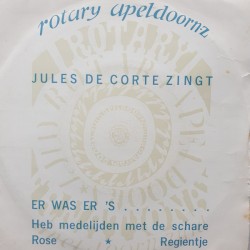 rotary apeldoornz
JULES DE CORTE ZINGT
ER WAS ER 'S . . . . . . . .
Heb medelijden met de schare
Rose * Regientje